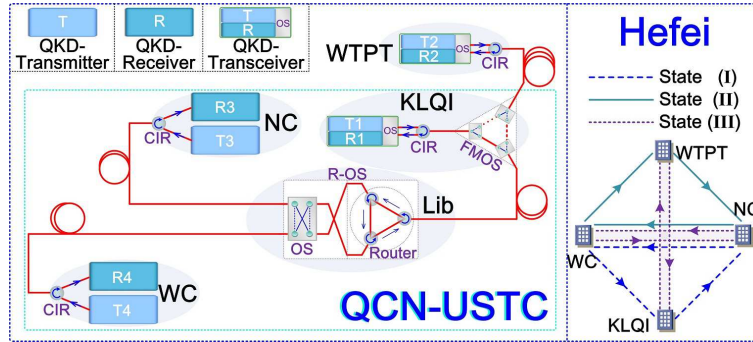 T
QKD-
Transmitter
R
QKD-
Receiver
T
R
OS
QKD-
Transceiver
WTPT
T2
R2
OS
CIR
KLQI
T1
R1
OS
CIR
FMOS
R3
T3
CIR
NC
R-OS
OS
Router
Lib
R4
T4
CIR
WC
QCN-USTC
Hefei
State (I)
State (II)
State (III)
WTPT
NC
WC
KLQI